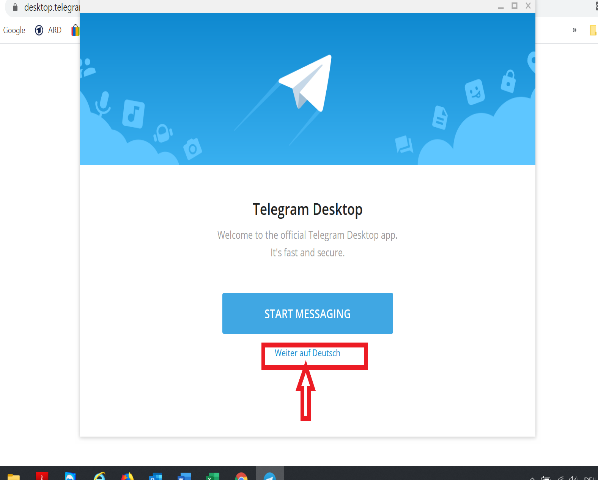 desktop.telegra
Google
ARD
»
Telegram Desktop
Welcome to the official Telegram Desktop app.
It's fast and secure.
START MESSAGING
Weiter auf Deutsch